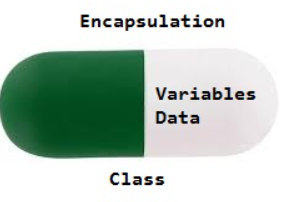 Encapsulation
Variables
Data
Class